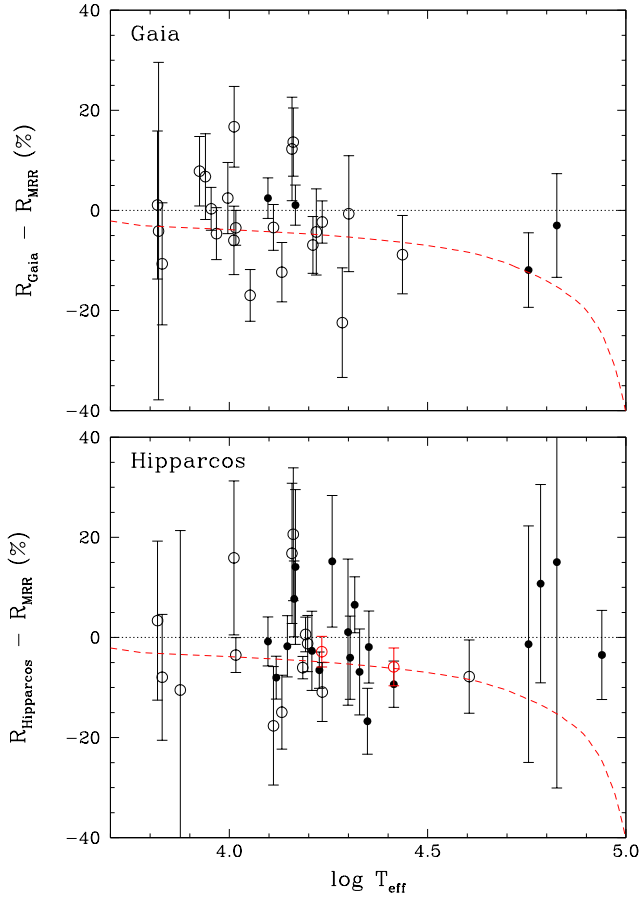 40
Gaia
20
0
−20
−40
R_Gaia − R_MRR (%)
40
Hipparcos
20
0
−20
−40
R_Hipparcos − R_MRR (%)
4.0 4.5 5.0
log T_eff